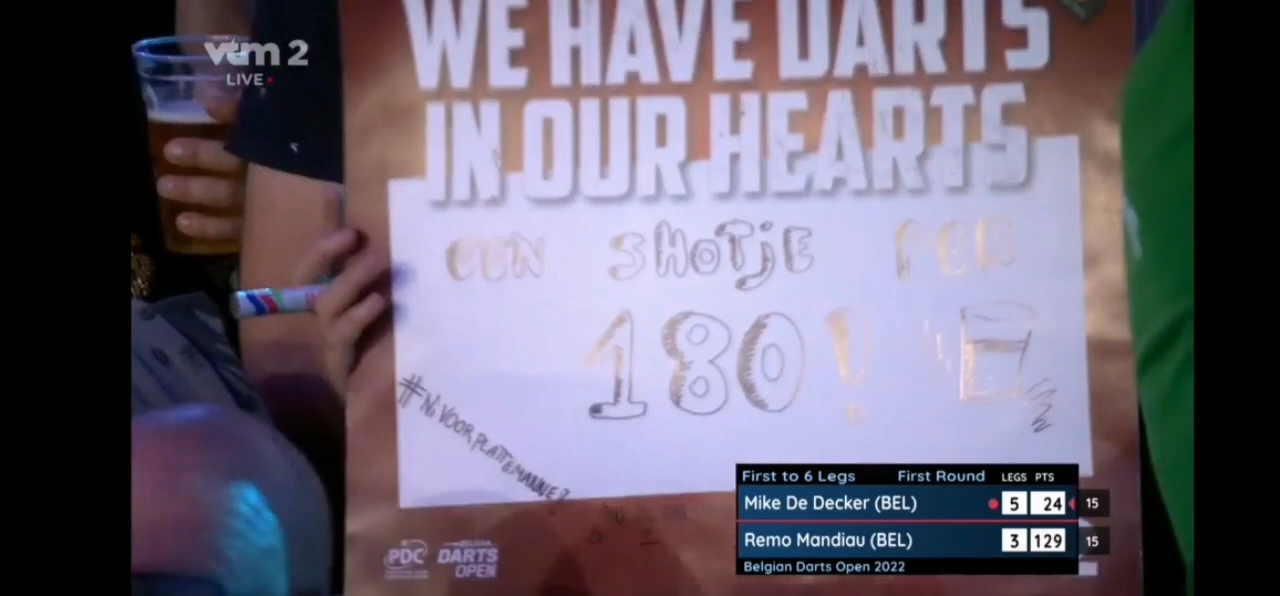 vtm 2
LIVE
WE HAVE DARTS
IN OUR HEARTS
EEN SHOTJE PER
180!
#NIVOORPLATTEMANNE
First to 6 Legs First Round LEGS PTS
Mike De Decker (BEL) 5 24 15
Remo Mandiau (BEL) 3 129 15
Belgian Darts Open 2022
PDC
BELGIAN
DARTS
OPEN